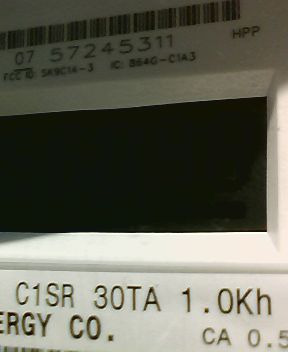 HPP
07 57245311
FCC ID: SK9C1A-3 IC: 864G-C1A3
C1SR 30TA 1.0Kh
ERGY CO.
CA 0.5